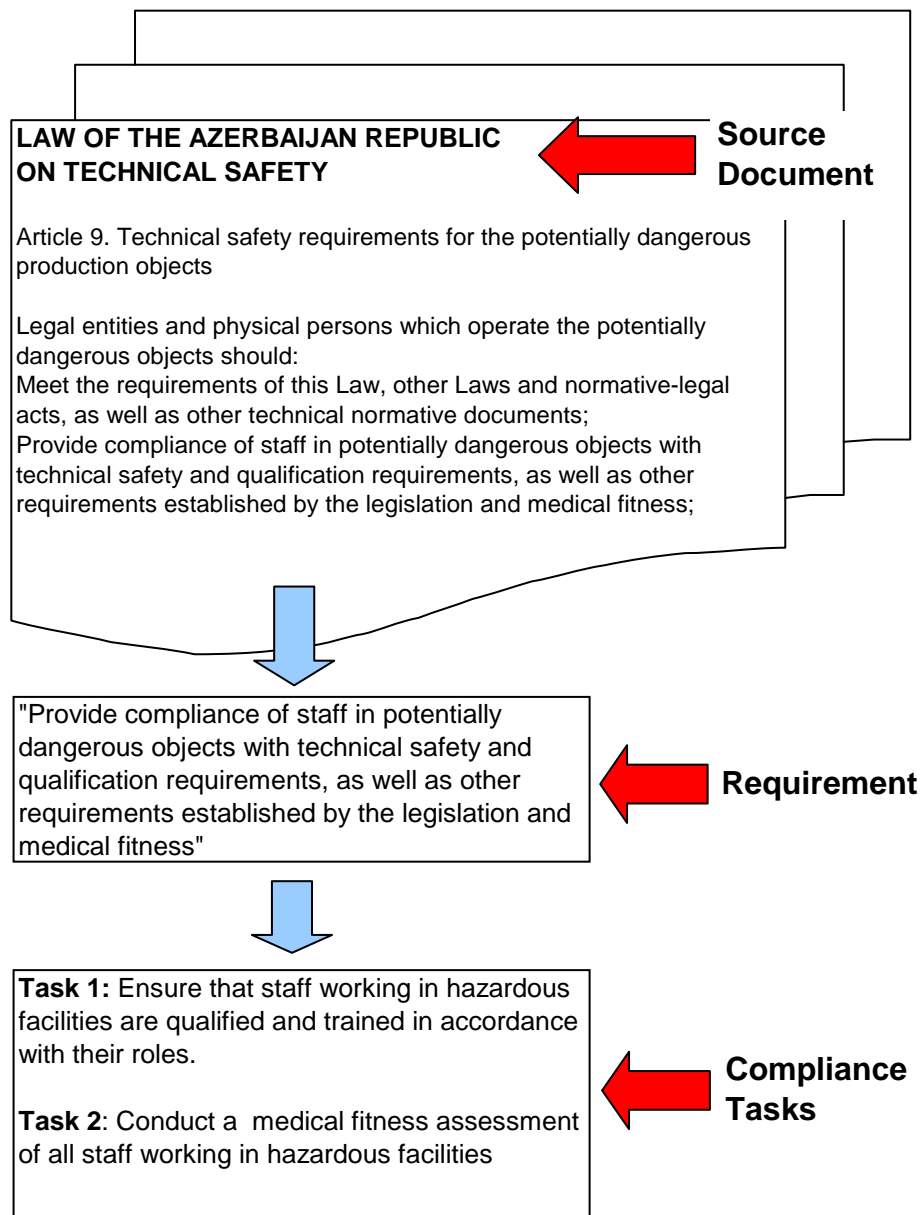 LAW OF THE AZERBAIJAN REPUBLIC
ON TECHNICAL SAFETY
Source
Document
Article 9. Technical safety requirements for the potentially dangerous
production objects
Legal entities and physical persons which operate the potentially
dangerous objects should:
Meet the requirements of this Law, other Laws and normative-legal
acts, as well as other technical normative documents;
Provide compliance of staff in potentially dangerous objects with
technical safety and qualification requirements, as well as other
requirements established by the legislation and medical fitness;
"Provide compliance of staff in potentially
dangerous objects with technical safety and
qualification requirements, as well as other
requirements established by the legislation and
medical fitness"
Requirement
Task 1: Ensure that staff working in hazardous
facilities are qualified and trained in accordance
with their roles.
Task 2: Conduct a  medical fitness assessment
of all staff working in hazardous facilities
Compliance
Tasks